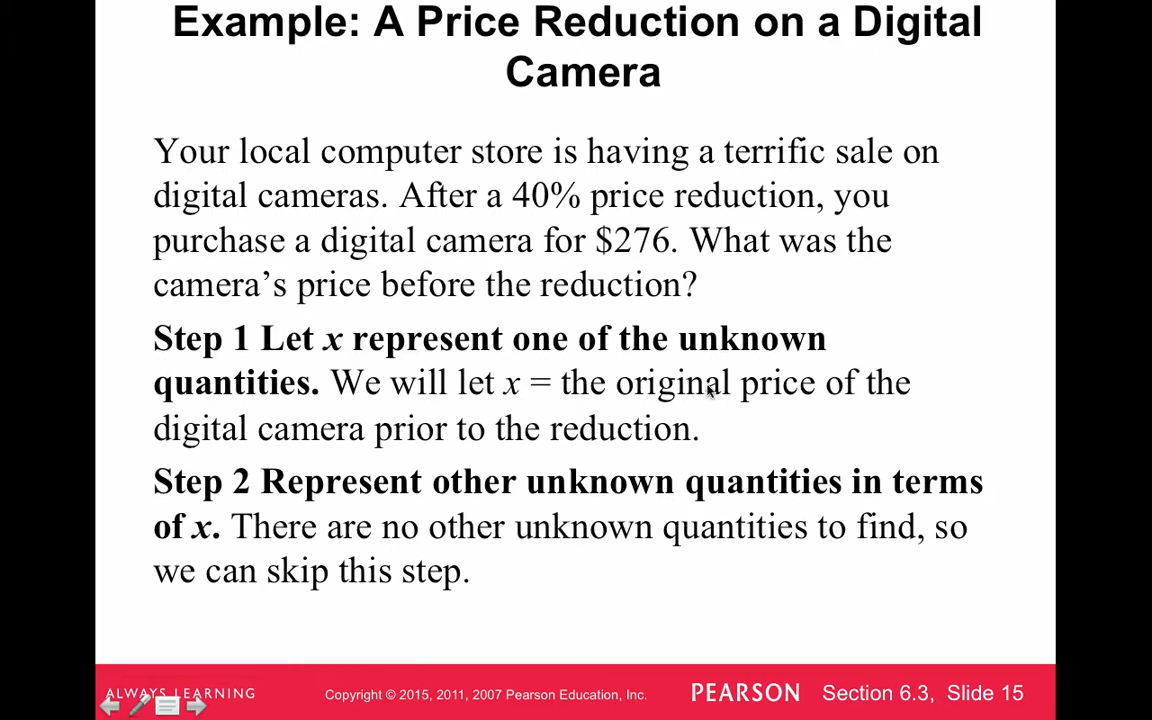 Example: A Price Reduction on a Digital
Camera
Your local computer store is having a terrific sale on
digital cameras. After a 40% price reduction, you
purchase a digital camera for $276. What was the
camera’s price before the reduction?
Step 1 Let x represent one of the unknown
quantities. We will let x = the original price of the
digital camera prior to the reduction.
Step 2 Represent other unknown quantities in terms
of x. There are no other unknown quantities to find, so
we can skip this step.
ALWAYS LEARNING
Copyright © 2015, 2011, 2007 Pearson Education, Inc.
PEARSON
Section 6.3, Slide 15